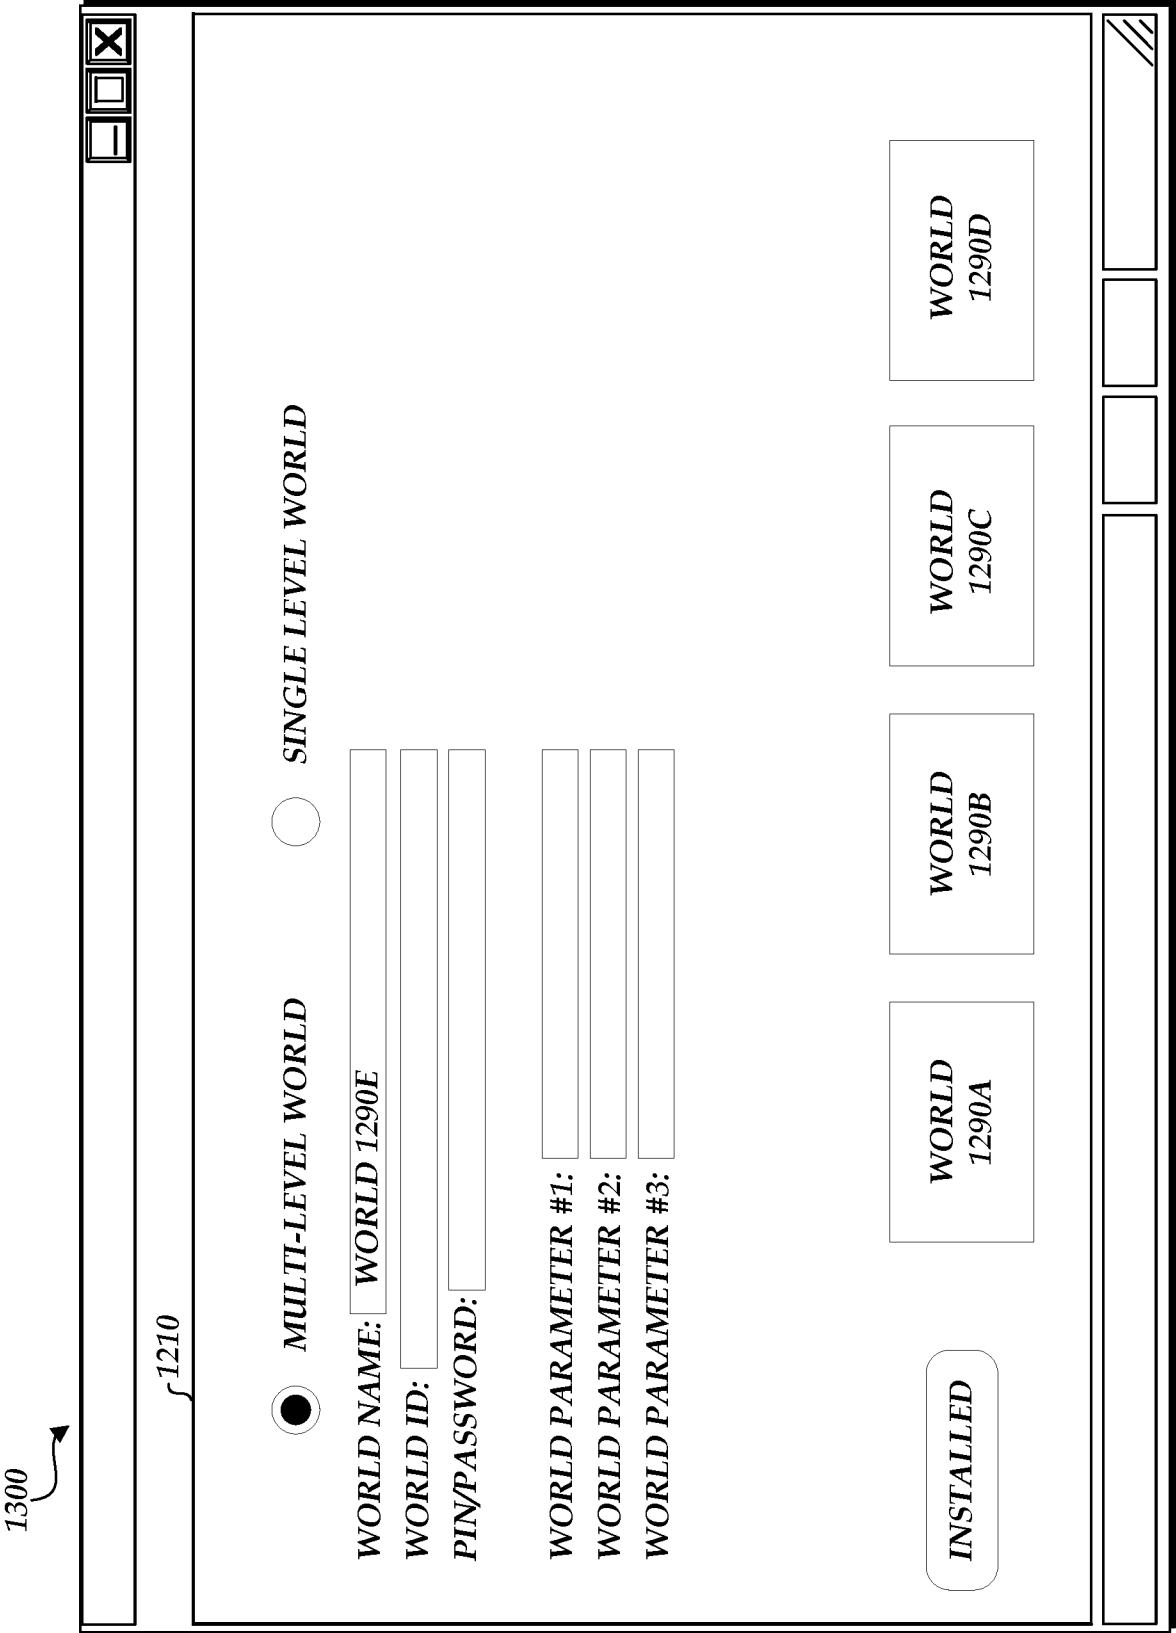 1300
1210
MULTI-LEVEL WORLD
SINGLE LEVEL WORLD
WORLD NAME: WORLD 1290E
WORLD ID:
PIN/PASSWORD:
WORLD PARAMETER #1:
WORLD PARAMETER #2:
WORLD PARAMETER #3:
INSTALLED
WORLD
1290A
WORLD
1290B
WORLD
1290C
WORLD
1290D